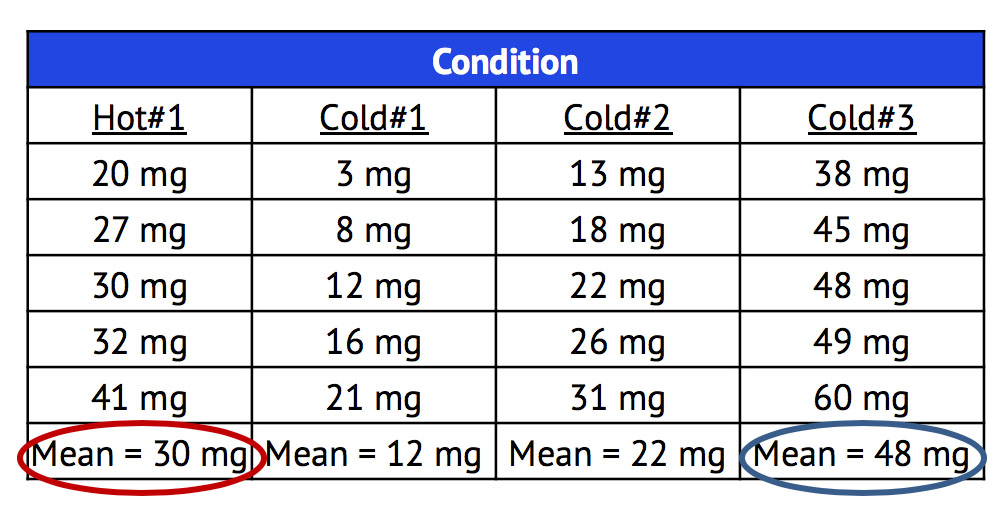 Condition
Hot#1 Cold#1 Cold#2 Cold#3
20 mg 3 mg 13 mg 38 mg
27 mg 8 mg 18 mg 45 mg
30 mg 12 mg 22 mg 48 mg
32 mg 16 mg 26 mg 49 mg
41 mg 21 mg 31 mg 60 mg
Mean = 30 mg Mean = 12 mg Mean = 22 mg Mean = 48 mg